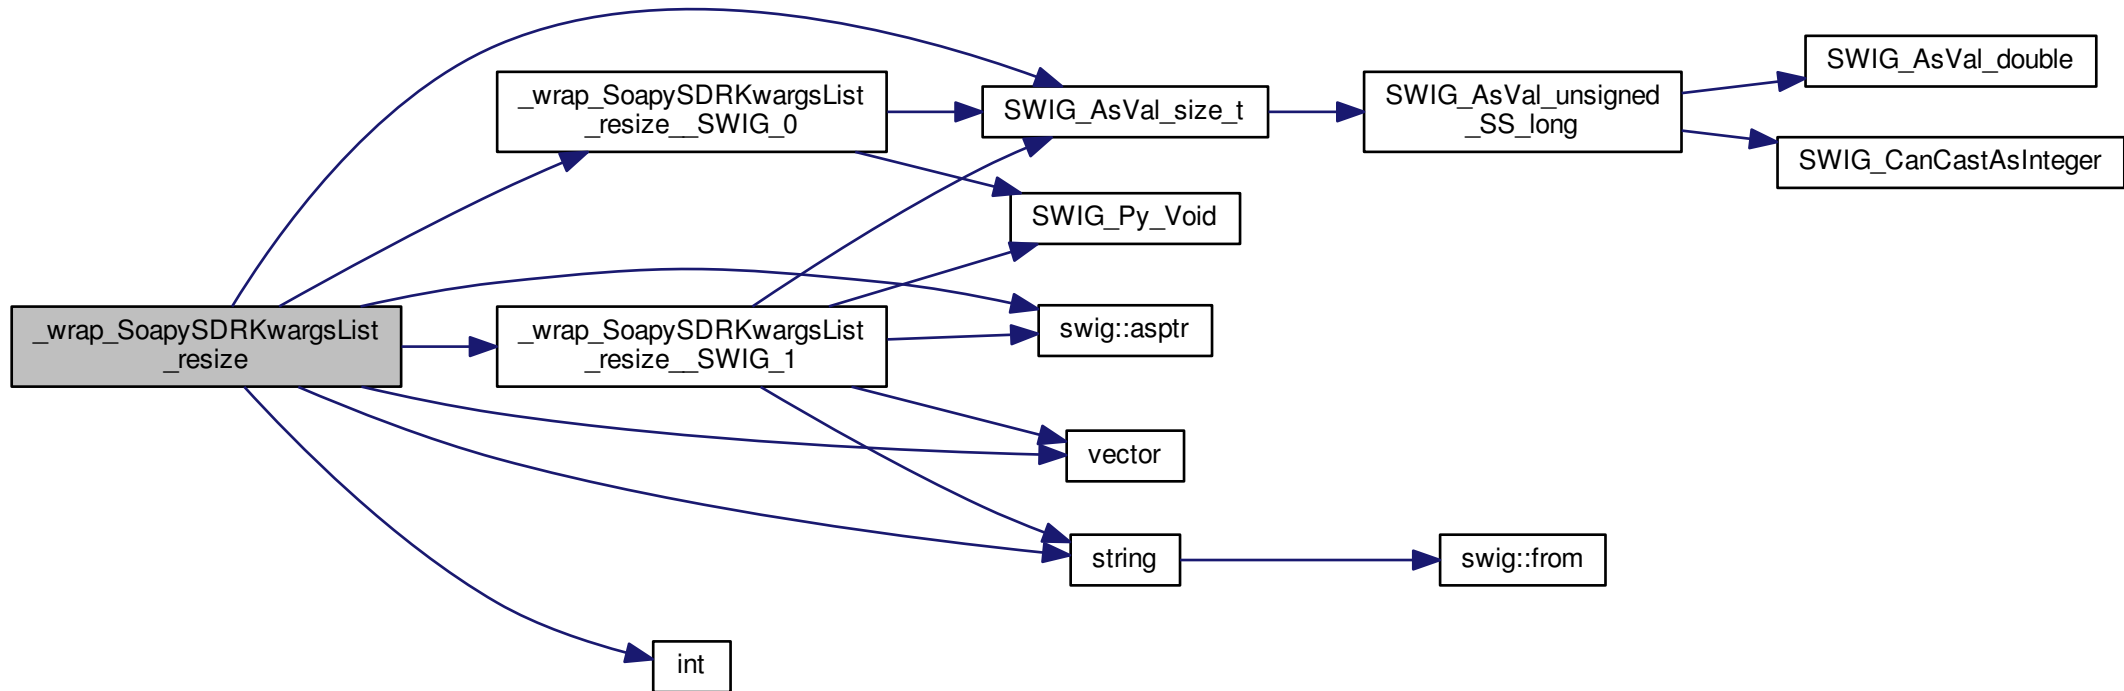 _wrap_SoapySDRKwargsList
_resize
_wrap_SoapySDRKwargsList
_resize__SWIG_0
_wrap_SoapySDRKwargsList
_resize__SWIG_1
int
SWIG_AsVal_size_t
SWIG_Py_Void
swig::asptr
vector
string
SWIG_AsVal_unsigned
_SS_long
swig::from
SWIG_AsVal_double
SWIG_CanCastAsInteger